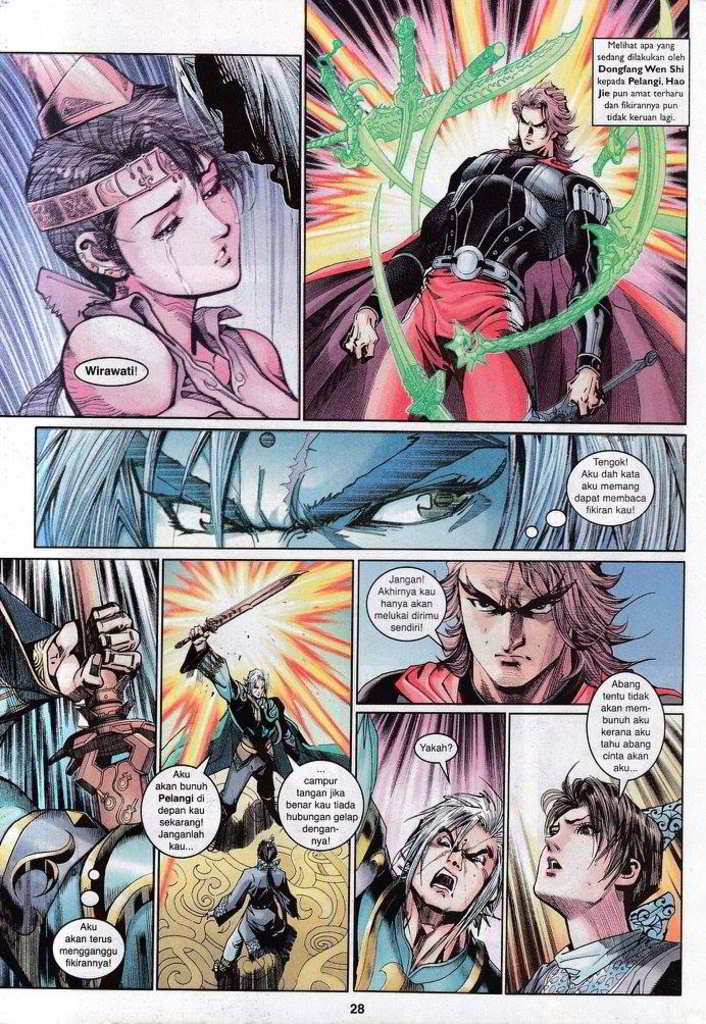 Melihat apa yang
sedang dilakukan oleh
Dongfang Wen Shi
kepada Pelangi, Hao
Jie pun amat terharu
dan fikirannya pun
tidak keruan lagi.
Wirawati!
Tengok!
Aku dah kata
aku memang
dapat membaca
fikiran kau!
Aku
akan terus
mengganggu
fikirannya!
Aku
akan bunuh
Pelangi di
depan kau
sekarang!
Janganlah
kau...
...
campur
tangan jika
benar kau tiada
hubungan gelap
dengan-
nya!
Jangan!
Akhirnya kau
hanya akan
melukai dirimu
sendiri!
Yakah?
Abang
tentu tidak
akan mem-
bunuh aku
kerana aku
tahu abang
cinta akan
aku...
28